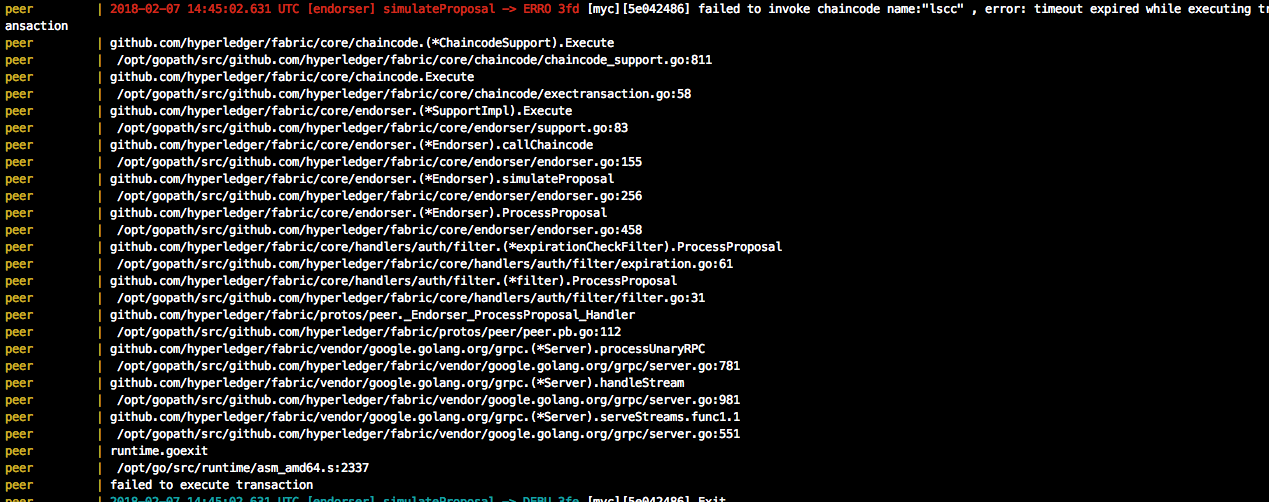 peer | 2018-02-07 14:45:02.631 UTC [endorser] simulateProposal -> ERRO 3fd [myc][5e042486] failed to invoke chaincode name:"lscc" , error: timeout expired while executing tr
ansaction
peer | github.com/hyperledger/fabric/core/chaincode.(*ChaincodeSupport).Execute
peer | /opt/gopath/src/github.com/hyperledger/fabric/core/chaincode/chaincode_support.go:811
peer | github.com/hyperledger/fabric/core/chaincode.Execute
peer | /opt/gopath/src/github.com/hyperledger/fabric/core/chaincode/exectransaction.go:58
peer | github.com/hyperledger/fabric/core/endorser.(*SupportImpl).Execute
peer | /opt/gopath/src/github.com/hyperledger/fabric/core/endorser/support.go:83
peer | github.com/hyperledger/fabric/core/endorser.(*Endorser).callChaincode
peer | /opt/gopath/src/github.com/hyperledger/fabric/core/endorser/endorser.go:155
peer | github.com/hyperledger/fabric/core/endorser.(*Endorser).simulateProposal
peer | /opt/gopath/src/github.com/hyperledger/fabric/core/endorser/endorser.go:256
peer | github.com/hyperledger/fabric/core/endorser.(*Endorser).ProcessProposal
peer | /opt/gopath/src/github.com/hyperledger/fabric/core/endorser/endorser.go:458
peer | github.com/hyperledger/fabric/core/handlers/auth/filter.(*expirationCheckFilter).ProcessProposal
peer | /opt/gopath/src/github.com/hyperledger/fabric/core/handlers/auth/filter/expiration.go:61
peer | github.com/hyperledger/fabric/core/handlers/auth/filter.(*filter).ProcessProposal
peer | /opt/gopath/src/github.com/hyperledger/fabric/core/handlers/auth/filter/filter.go:31
peer | github.com/hyperledger/fabric/protos/peer._Endorser_ProcessProposal_Handler
peer | /opt/gopath/src/github.com/hyperledger/fabric/protos/peer/peer.pb.go:112
peer | github.com/hyperledger/fabric/vendor/google.golang.org/grpc.(*Server).processUnaryRPC
peer | /opt/gopath/src/github.com/hyperledger/fabric/vendor/google.golang.org/grpc/server.go:781
peer | github.com/hyperledger/fabric/vendor/google.golang.org/grpc.(*Server).handleStream
peer | /opt/gopath/src/github.com/hyperledger/fabric/vendor/google.golang.org/grpc/server.go:981
peer | github.com/hyperledger/fabric/vendor/google.golang.org/grpc.(*Server).serveStreams.func1.1
peer | /opt/gopath/src/github.com/hyperledger/fabric/vendor/google.golang.org/grpc/server.go:551
peer | runtime.goexit
peer | /opt/go/src/runtime/asm_amd64.s:2337
peer | failed to execute transaction
peer | 2018-02-07 14:45:02.631 UTC [endorser] simulateProposal -> DEBU 3fe [myc][5e042486] Exit